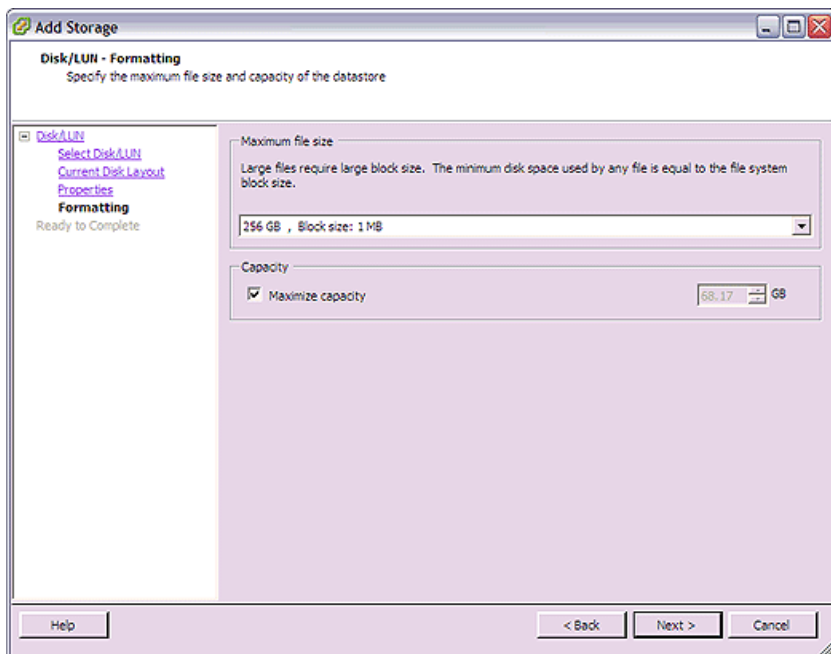 Add Storage
Disk/LUN - Formatting
Specify the maximum file size and capacity of the datastore
Disk/LUN
Select Disk/LUN
Current Disk Layout
Properties
Formatting
Ready to Complete
Maximum file size
Large files require large block size. The minimum disk space used by any file is equal to the file system
block size.
256 GB , Block size: 1 MB
Capacity
Maximize capacity
68.17 GB
Help
< Back
Next >
Cancel